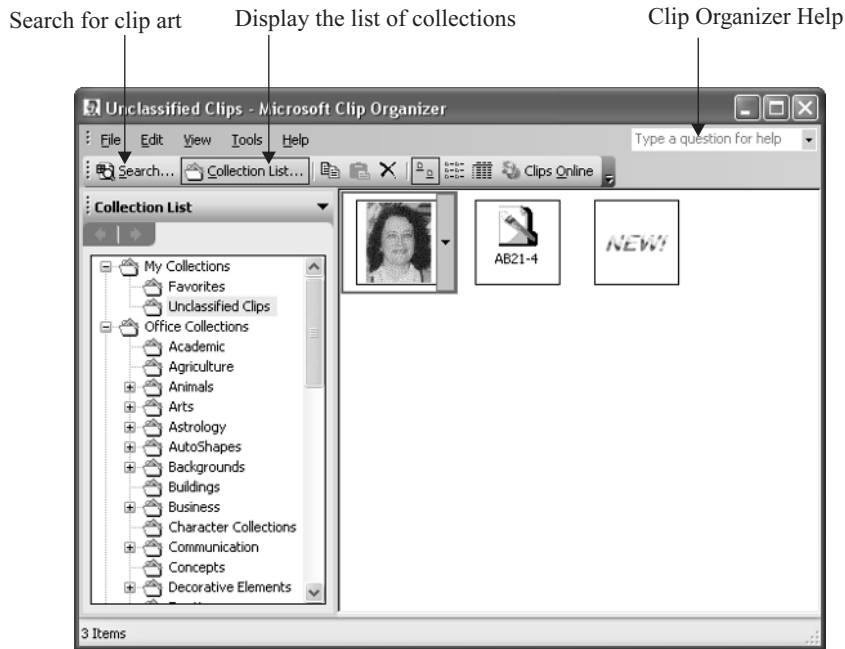 Search for clip art
Display the list of collections
Clip Organizer Help
Unclassified Clips - Microsoft Clip Organizer
File Edit View Tools Help
Type a question for help
Search... Collection List... Clips Online
Collection List
My Collections
Favorites
Unclassified Clips
Office Collections
Academic
Agriculture
Animals
Arts
Astrology
AutoShapes
Backgrounds
Buildings
Business
Character Collections
Communication
Concepts
Decorative Elements
AB21-4
NEW!
3 Items